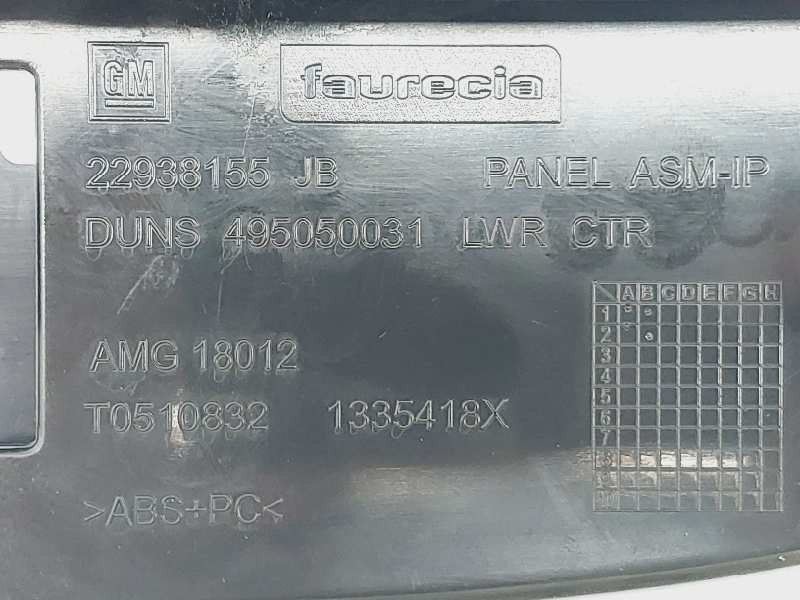 GM faurecia
22938155 JB PANEL ASM-IP
DUNS 495050031 LWR CTR
A B C D E F G H
1
2
3
4
5
6
7
8
9
10
AMG 18012
T0510832 1335418X
>ABS+PC<